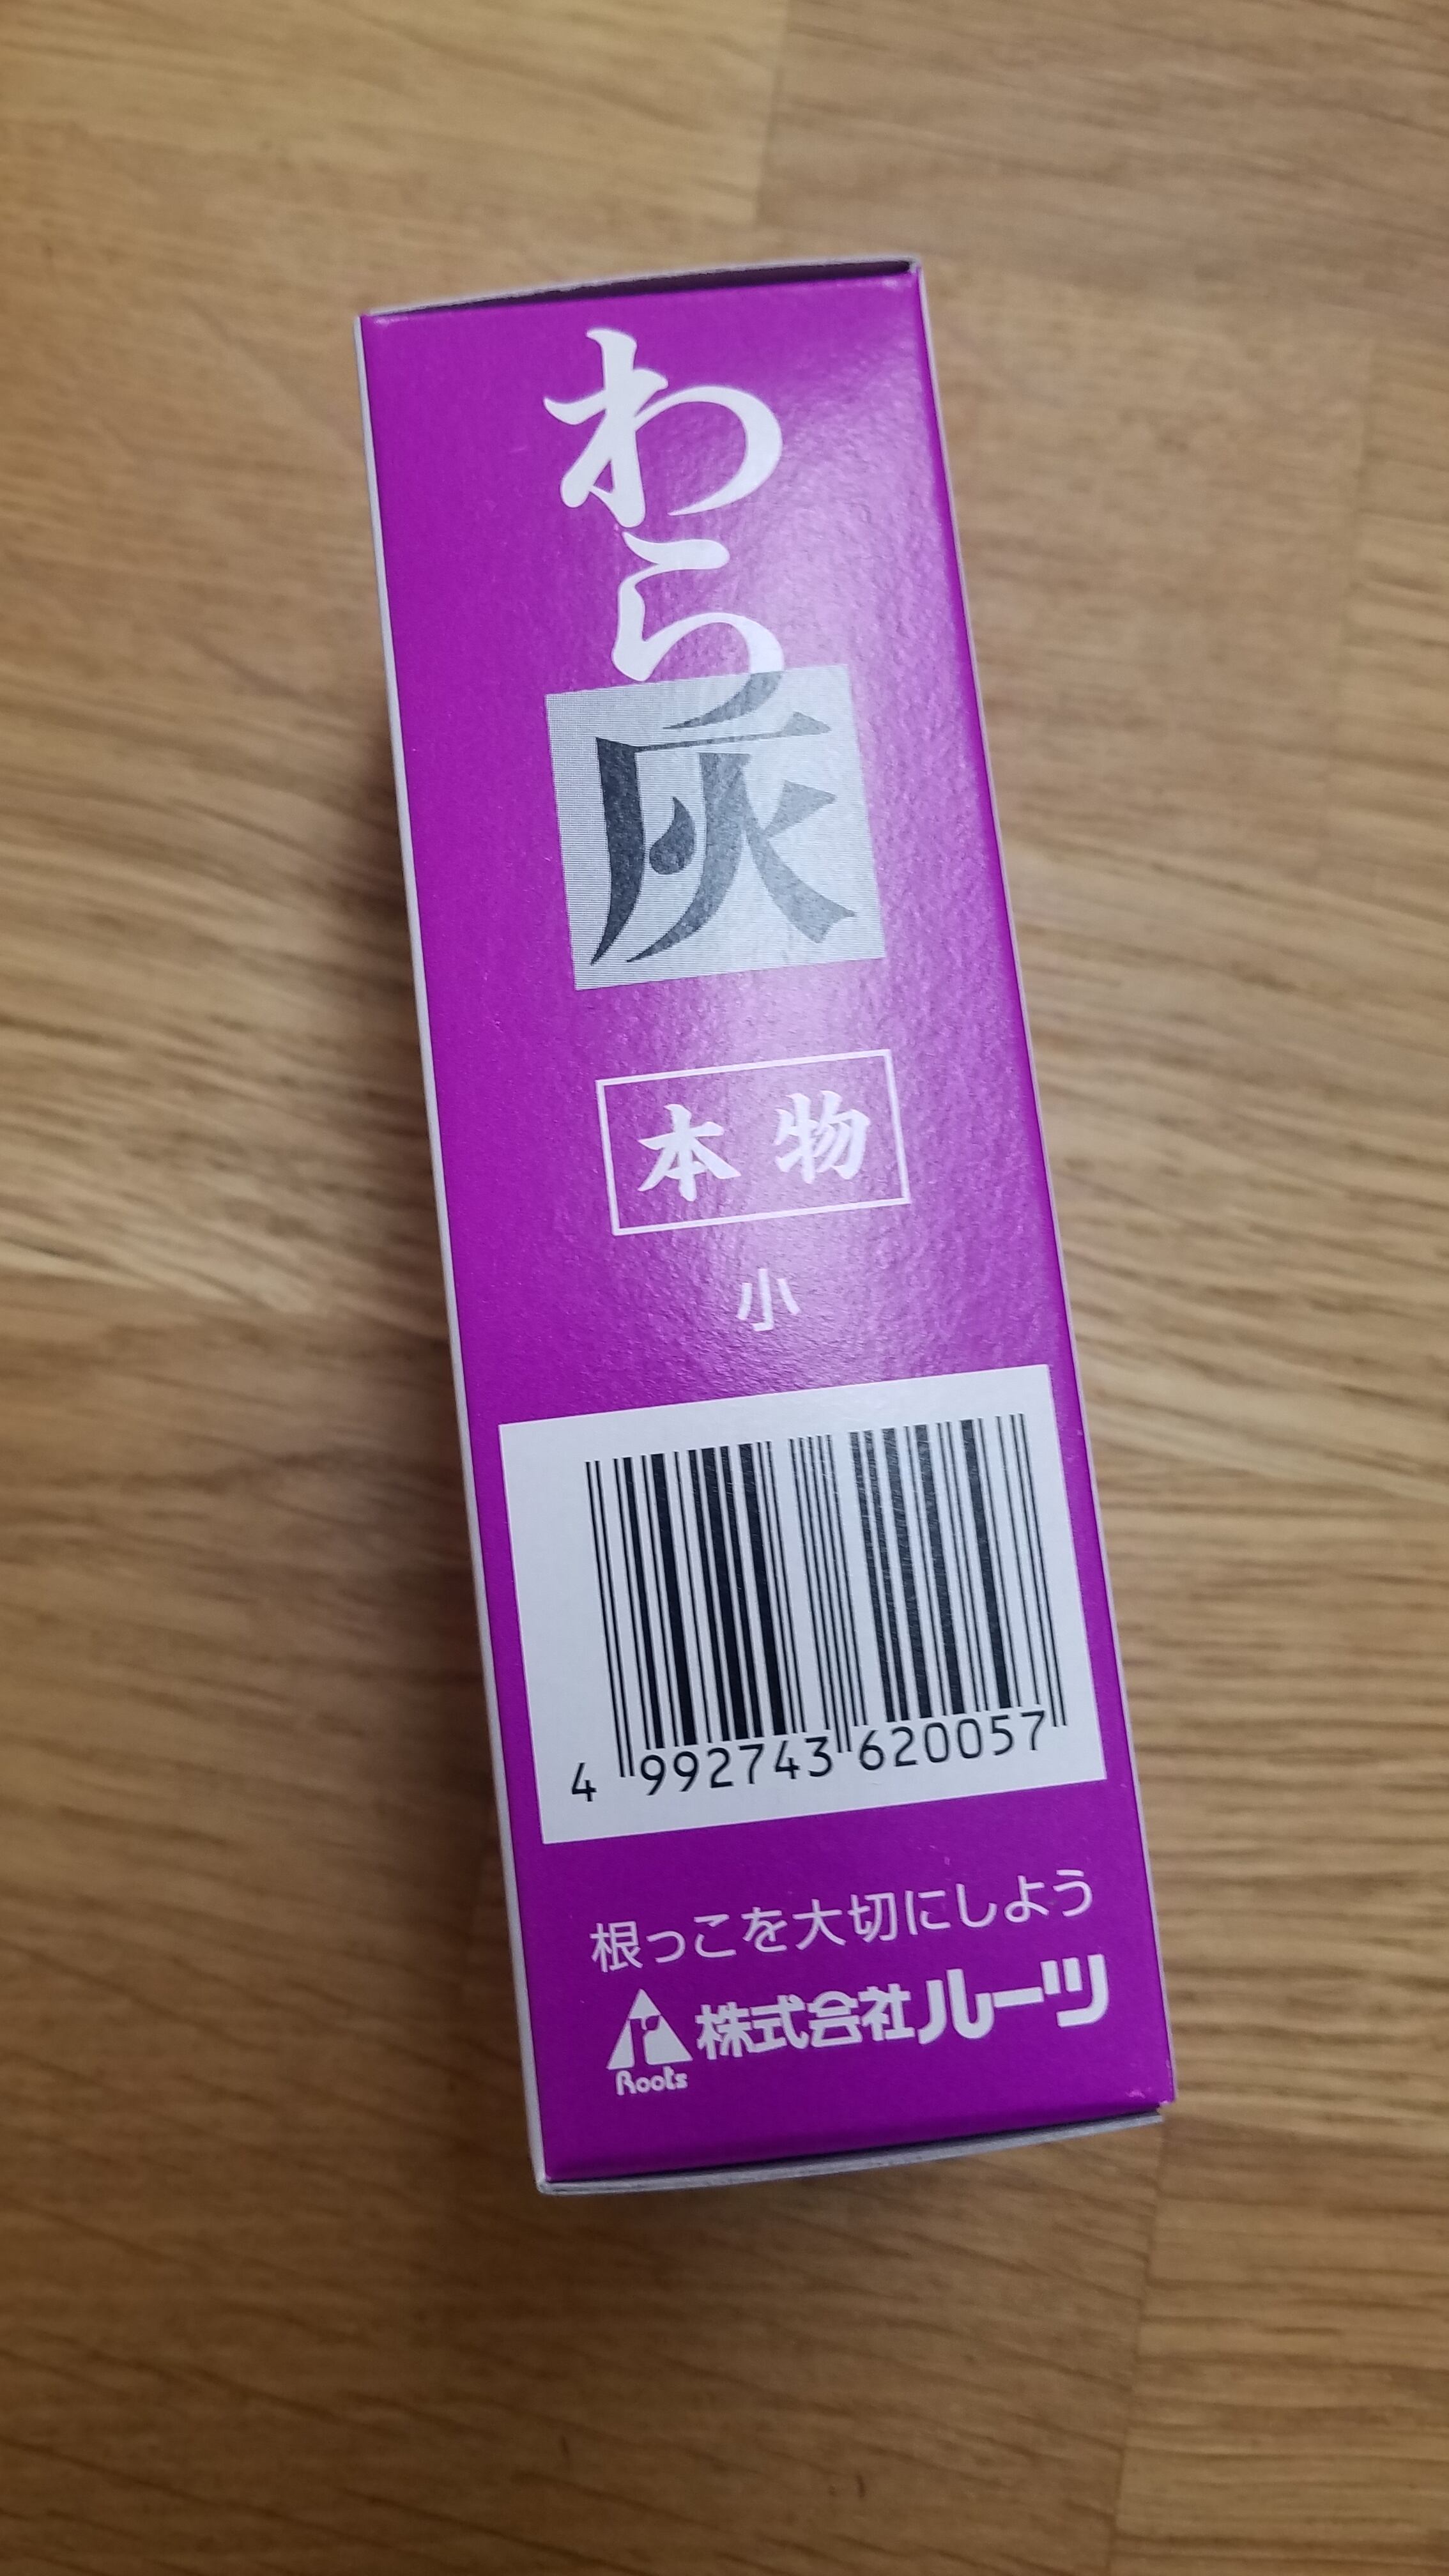 わら灰
本物
小
4 992743 620057
根っこを大切にしよう
Roots 株式会社ルーツ